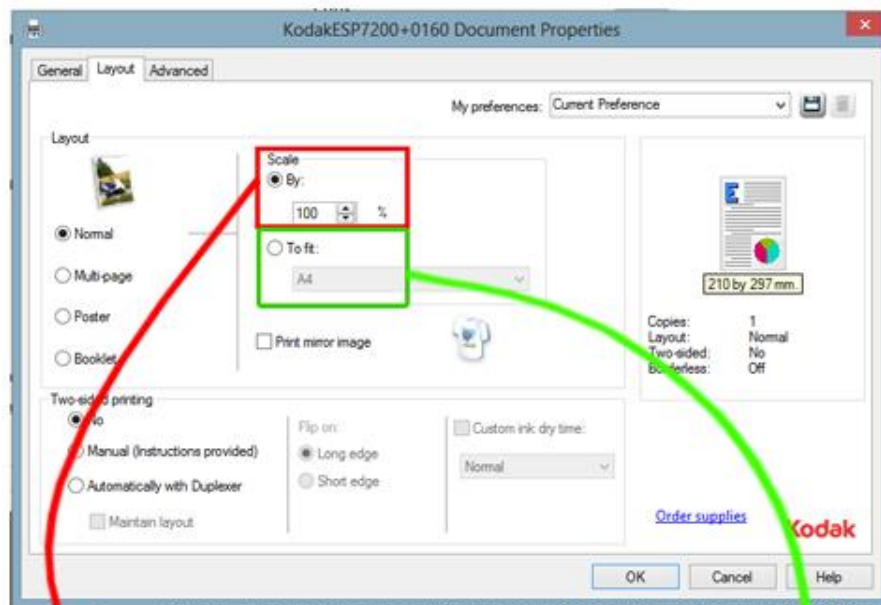 KodakESP7200+0160 Document Properties
General Layout Advanced
My preferences: Current Preference
Layout
Scale
By:
100 %
Normal
To fit:
A4
Multi-page
210 by 297 mm.
Poster
Print mirror image
Booklet
Copies: 1
Layout: Normal
Two-sided: No
Borderless: Off
Two-sided printing
No
Manual (Instructions provided)
Automatically with Duplexer
Maintain layout
Flip on:
Long edge
Short edge
Custom ink dry time:
Normal
Order supplies
Kodak
OK Cancel Help